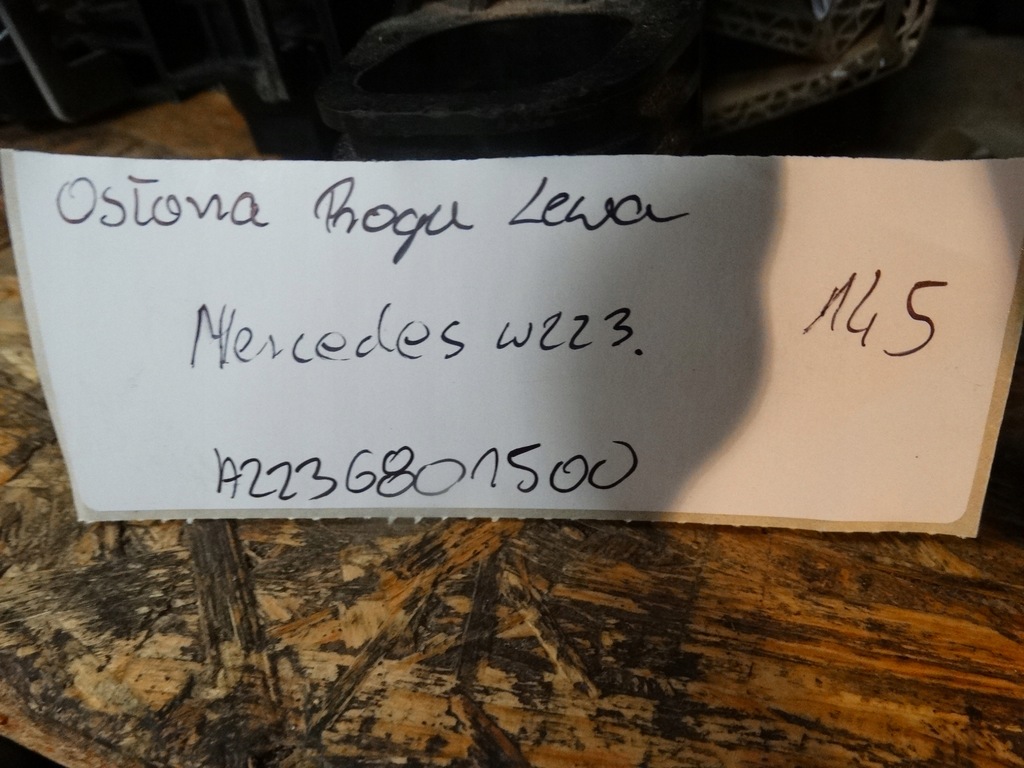 Osłona Progu Lewa
Mercedes w223.
145
A2236801500